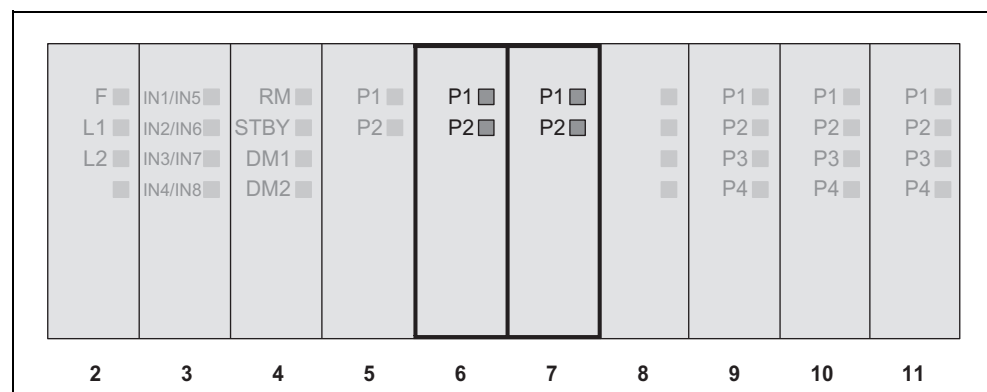 F IN1/IN5 RM P1 P1 P1 P1 P1 P1
L1 IN2/IN6 STBY P2 P2 P2 P2 P2 P2
L2 IN3/IN7 DM1 P3 P3 P3
IN4/IN8 DM2 P4 P4 P4
2 3 4 5 6 7 8 9 10 11